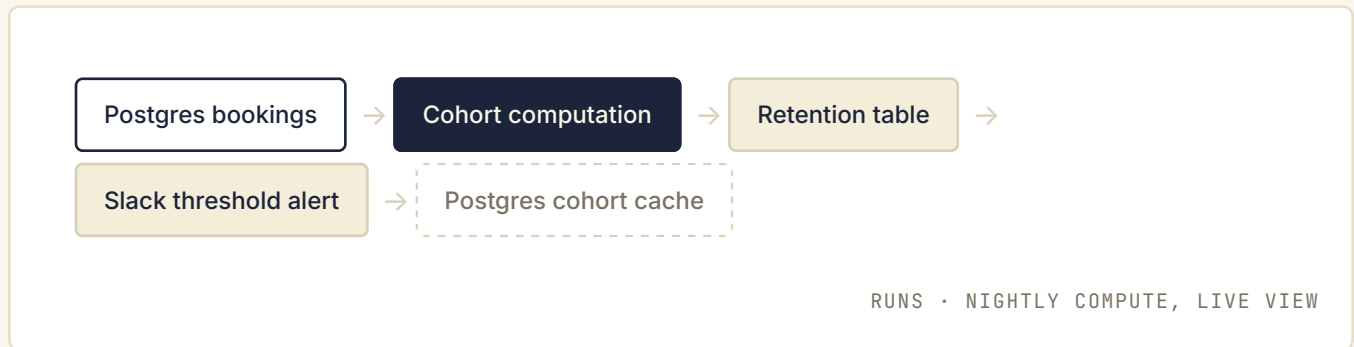 Postgres bookings → Cohort computation → Retention table →
Slack threshold alert → Postgres cohort cache
RUNS · NIGHTLY COMPUTE, LIVE VIEW